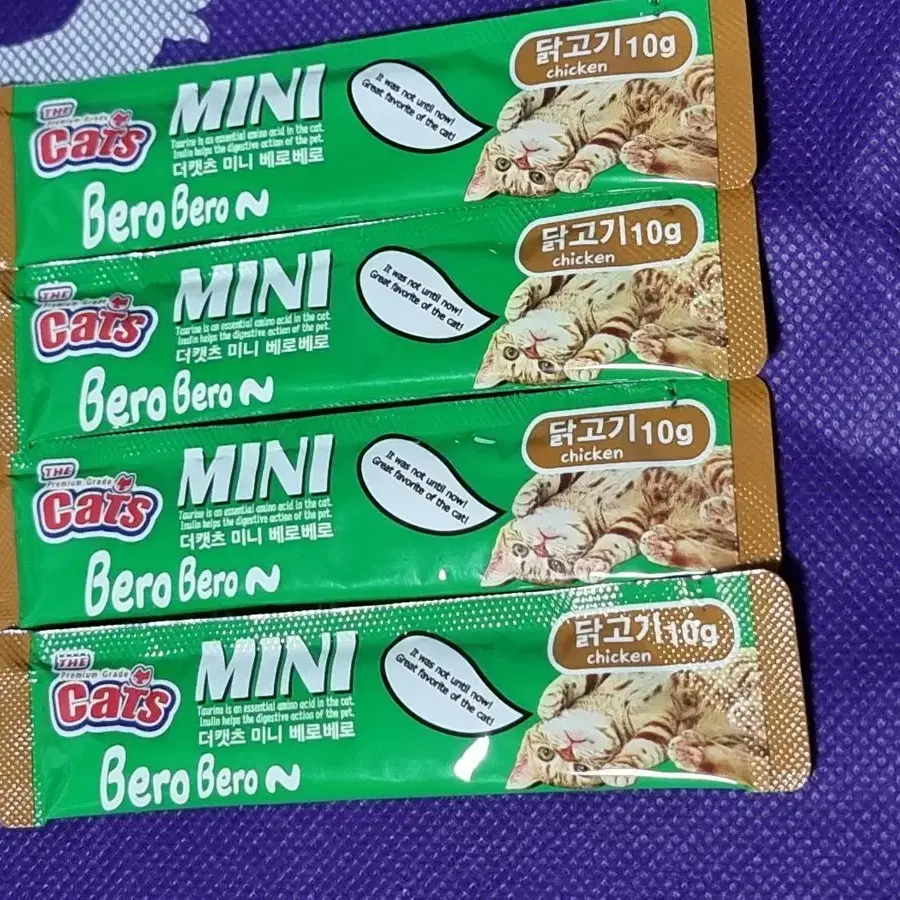 THE
Premium Grade
Cats
MINI
Taurine is an essential amino acid in the cat.
Inulin helps the digestive action of the pet.
더캣츠 미니 베로베로
Bero Bero ~
It was not until now!
Great favorite of the cat!
닭고기 10g
chicken
THE
Premium Grade
Cats
MINI
Taurine is an essential amino acid in the cat.
Inulin helps the digestive action of the pet.
더캣츠 미니 베로베로
Bero Bero ~
It was not until now!
Great favorite of the cat!
닭고기 10g
chicken
THE
Premium Grade
Cats
MINI
Taurine is an essential amino acid in the cat.
Inulin helps the digestive action of the pet.
더캣츠 미니 베로베로
Bero Bero ~
It was not until now!
Great favorite of the cat!
닭고기 10g
chicken
THE
Premium Grade
Cats
MINI
Taurine is an essential amino acid in the cat.
Inulin helps the digestive action of the pet.
더캣츠 미니 베로베로
Bero Bero ~
It was not until now!
Great favorite of the cat!
닭고기 10g
chicken